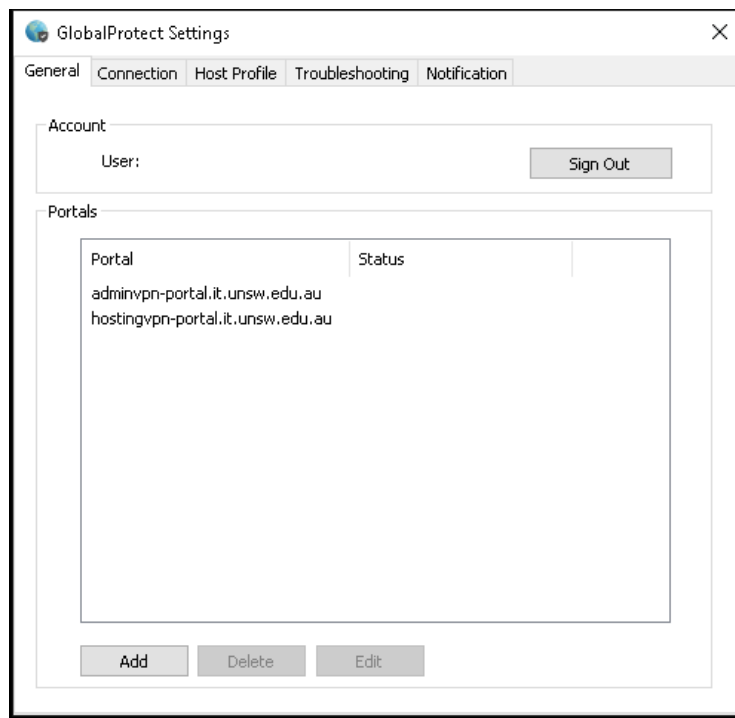 GlobalProtect Settings
General Connection Host Profile Troubleshooting Notification
Account
User: Sign Out
Portals
Portal Status
adminvpn-portal.it.unsw.edu.au
hostingvpn-portal.it.unsw.edu.au
Add Delete Edit